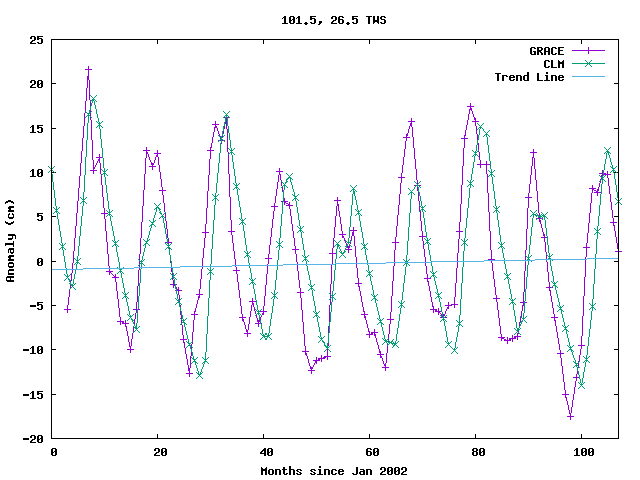 101.5, 26.5 TWS
GRACE
CLM
Trend Line
25
20
15
10
5
0
-5
-10
-15
-20
Anomaly (cm)
0 20 40 60 80 100
Months since Jan 2002